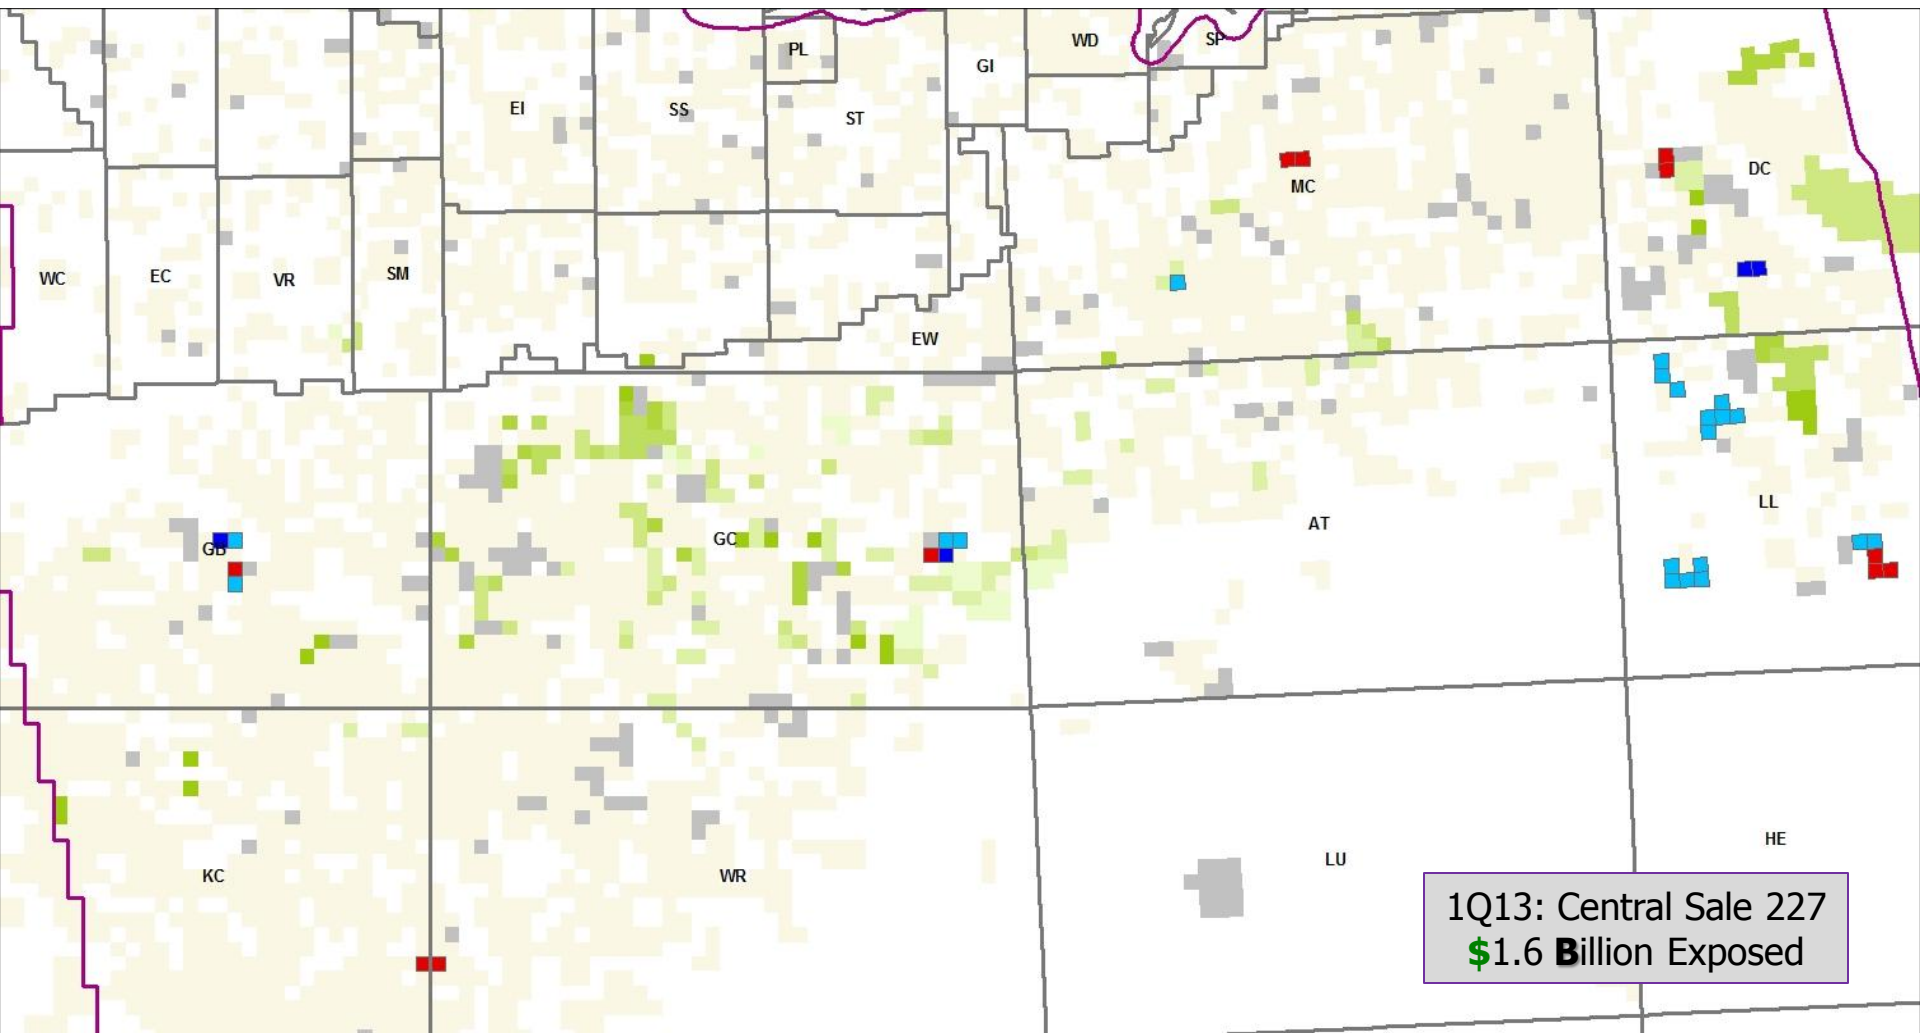 WD
SP
PL
GI
EI
SS
ST
DC
MC
WC
EC
VR
SM
EW
LL
AT
GB
GC
HE
LU
KC
WR
1Q13: Central Sale 227
$1.6 Billion Exposed